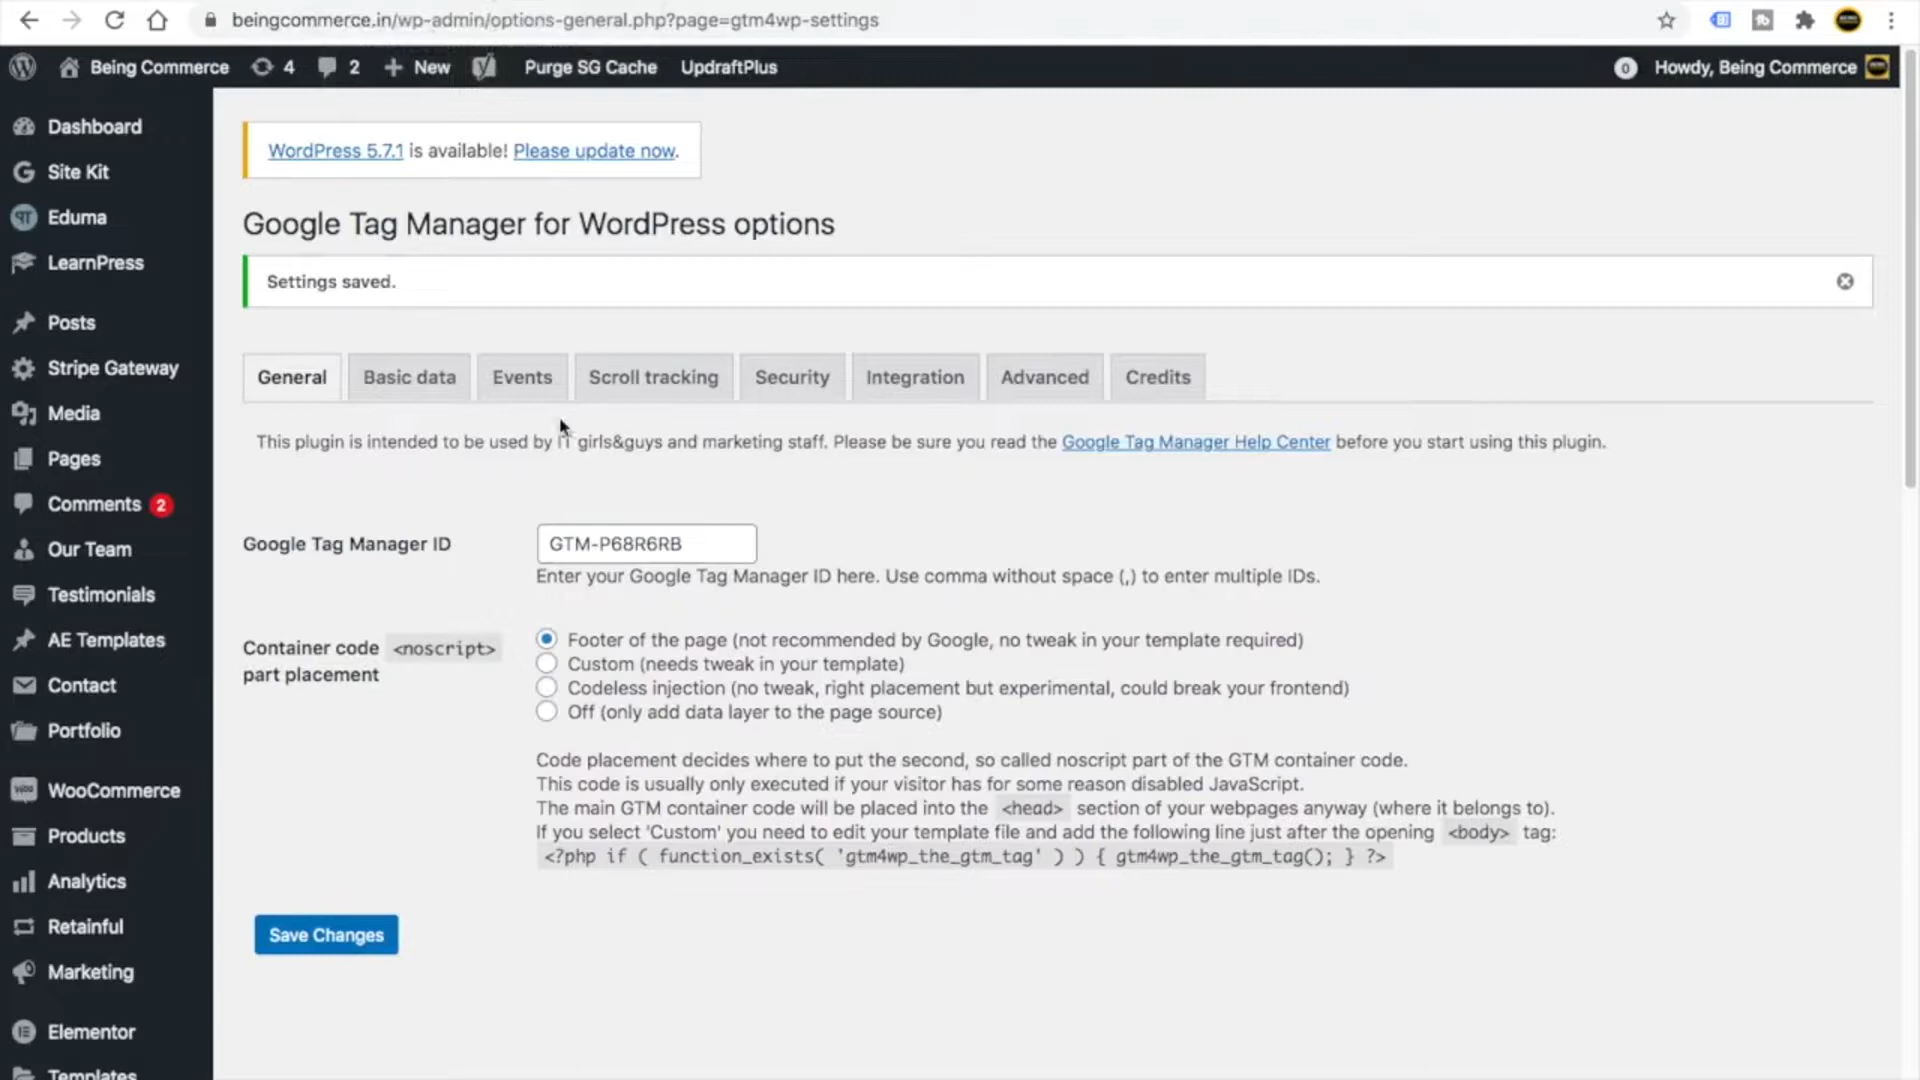 beingcommerce.in/wp-admin/options-general.php?page=gtm4wp-settings
Being Commerce 4 2 New Purge SG Cache UpdraftPlus 0 Howdy, Being Commerce
Dashboard
Site Kit
Eduma
LearnPress
Posts
Stripe Gateway
Media
Pages
Comments 2
Our Team
Testimonials
AE Templates
Contact
Portfolio
WooCommerce
Products
Analytics
Retainful
Marketing
Elementor
Templates
WordPress 5.7.1 is available! Please update now.
Google Tag Manager for WordPress options
Settings saved.
General Basic data Events Scroll tracking Security Integration Advanced Credits
This plugin is intended to be used by IT girls&guys and marketing staff. Please be sure you read the Google Tag Manager Help Center before you start using this plugin.
Google Tag Manager ID GTM-P68R6RB
Enter your Google Tag Manager ID here. Use comma without space (,) to enter multiple IDs.
Container code <noscript>
part placement
Footer of the page (not recommended by Google, no tweak in your template required)
Custom (needs tweak in your template)
Codeless injection (no tweak, right placement but experimental, could break your frontend)
Off (only add data layer to the page source)
Code placement decides where to put the second, so called noscript part of the GTM container code.
This code is usually only executed if your visitor has for some reason disabled JavaScript.
The main GTM container code will be placed into the <head> section of your webpages anyway (where it belongs to).
If you select 'Custom' you need to edit your template file and add the following line just after the opening <body> tag:
<?php if ( function_exists( 'gtm4wp_the_gtm_tag' ) ) { gtm4wp_the_gtm_tag(); } ?>
Save Changes